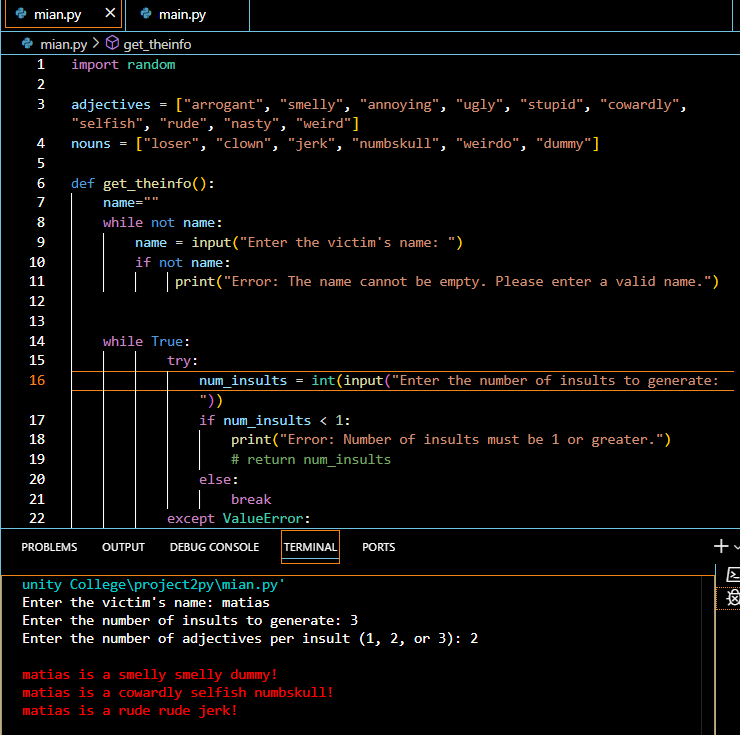 mian.py
main.py
mian.py > get_theinfo
1 import random
2
3 adjectives = ["arrogant", "smelly", "annoying", "ugly", "stupid", "cowardly",
"selfish", "rude", "nasty", "weird"]
4 nouns = ["loser", "clown", "jerk", "numbskull", "weirdo", "dummy"]
5
6 def get_theinfo():
7 name=""
8 while not name:
9 name = input("Enter the victim's name: ")
10 if not name:
11 print("Error: The name cannot be empty. Please enter a valid name.")
12
13
14 while True:
15 try:
16 num_insults = int(input("Enter the number of insults to generate:
"))
17 if num_insults < 1:
18 print("Error: Number of insults must be 1 or greater.")
19 # return num_insults
20 else:
21 break
22 except ValueError:
PROBLEMS OUTPUT DEBUG CONSOLE TERMINAL PORTS
unity College\project2py\mian.py'
Enter the victim's name: matias
Enter the number of insults to generate: 3
Enter the number of adjectives per insult (1, 2, or 3): 2
matias is a smelly smelly dummy!
matias is a cowardly selfish numbskull!
matias is a rude rude jerk!